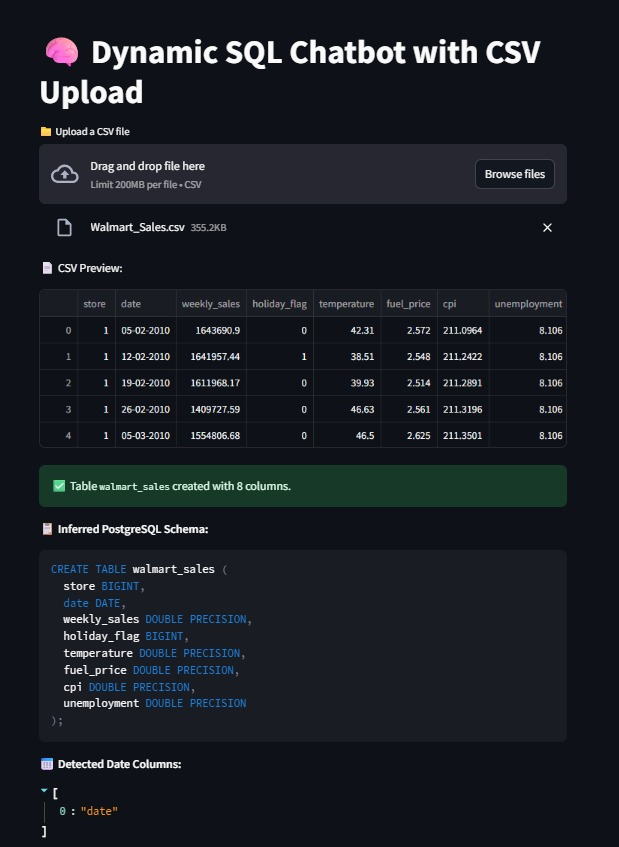 Dynamic SQL Chatbot with CSV
Upload
Upload a CSV file
Drag and drop file here
Limit 200MB per file • CSV
Browse files
Walmart_Sales.csv 355.2KB
CSV Preview:
store date weekly_sales holiday_flag temperature fuel_price cpi unemployment
0 1 05-02-2010 1643690.9 0 42.31 2.572 211.0964 8.106
1 1 12-02-2010 1641957.44 1 38.51 2.548 211.2422 8.106
2 1 19-02-2010 1611968.17 0 39.93 2.514 211.2891 8.106
3 1 26-02-2010 1409727.59 0 46.63 2.561 211.3196 8.106
4 1 05-03-2010 1554806.68 0 46.5 2.625 211.3501 8.106
Table walmart_sales created with 8 columns.
Inferred PostgreSQL Schema:
CREATE TABLE walmart_sales (
store BIGINT,
date DATE,
weekly_sales DOUBLE PRECISION,
holiday_flag BIGINT,
temperature DOUBLE PRECISION,
fuel_price DOUBLE PRECISION,
cpi DOUBLE PRECISION,
unemployment DOUBLE PRECISION
);
Detected Date Columns:
[
0 : "date"
]